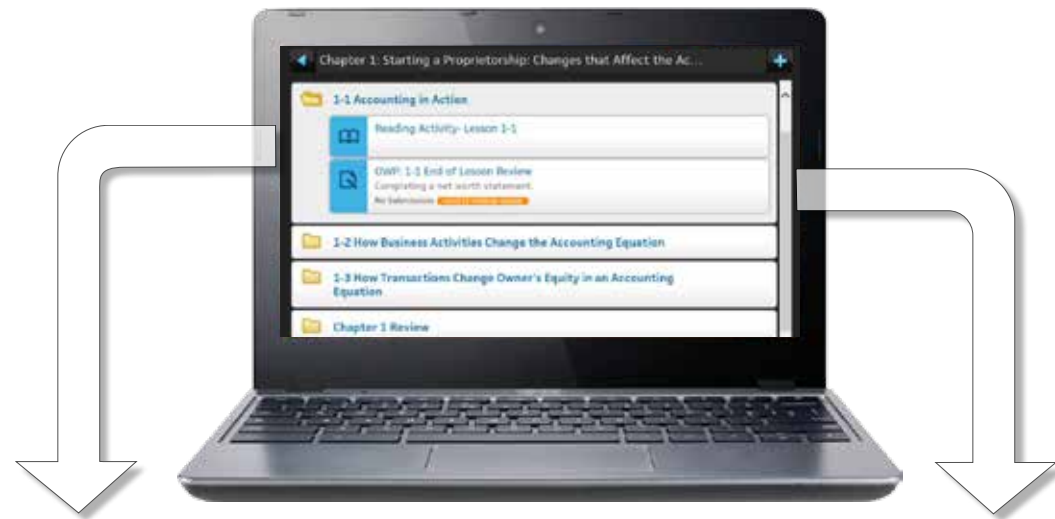 Chapter 1: Starting a Proprietorship: Changes that Affect the Ac...
1-1 Accounting in Action
Reading Activity- Lesson 1-1
OWP: 1-1 End of Lesson Review
Completing a net worth statement.
No Submission
1-2 How Business Activities Change the Accounting Equation
1-3 How Transactions Change Owner's Equity in an Accounting
Equation
Chapter 1 Review